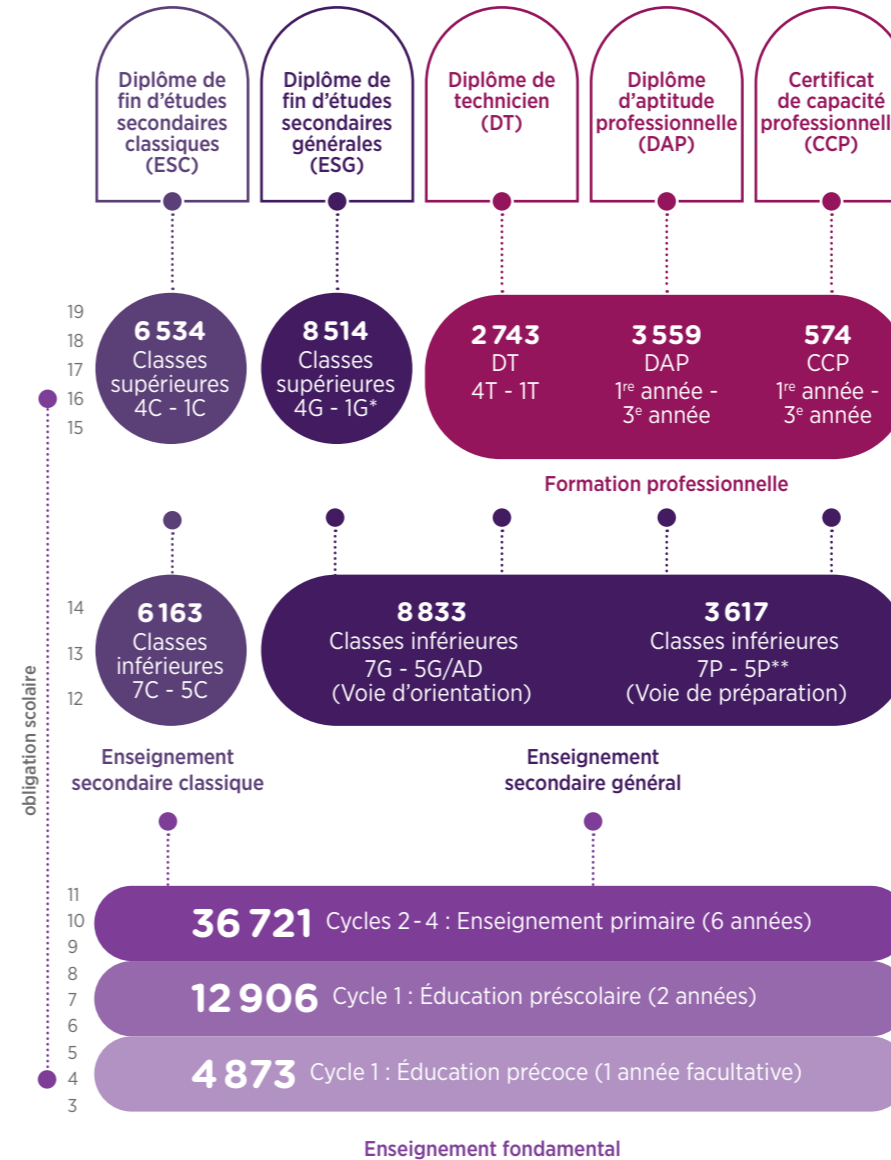 Diplôme de
fin d'études
secondaires
classiques
(ESC)
Diplôme de
fin d'études
secondaires
générales
(ESG)
Diplôme de
technicien
(DT)
Diplôme
d'aptitude
professionnelle
(DAP)
Certificat
de capacité
professionnell
(CCP)
19
18
17
16
15
6 534
Classes
supérieures
4C - 1C
8 514
Classes
supérieures
4G - 1G*
2 743
DT
4T - 1T
3 559
DAP
1re année -
3e année
574
CCP
1re année -
3e année
Formation professionnelle
14
13
12
6 163
Classes
inférieures
7C - 5C
8 833
Classes inférieures
7G - 5G/AD
(Voie d'orientation)
3 617
Classes inférieures
7P - 5P**
(Voie de préparation)
Enseignement
secondaire classique
Enseignement
secondaire général
obligation scolaire
11
10
9
36 721 Cycles 2 - 4 : Enseignement primaire (6 années)
8
7
6
12 906 Cycle 1 : Éducation préscolaire (2 années)
5
4
3
4 873 Cycle 1 : Éducation précoce (1 année facultative)
Enseignement fondamental